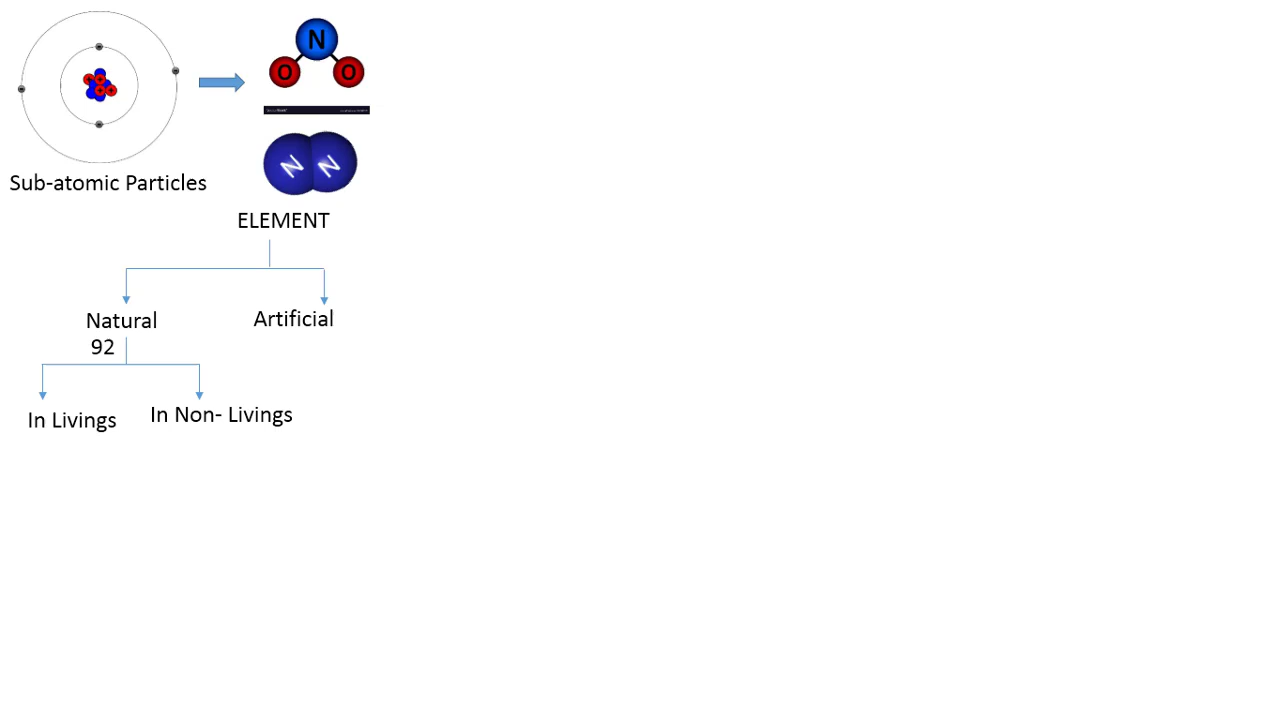 N
O O
N N
Sub-atomic Particles
ELEMENT
Natural
Artificial
92
In Livings
In Non- Livings